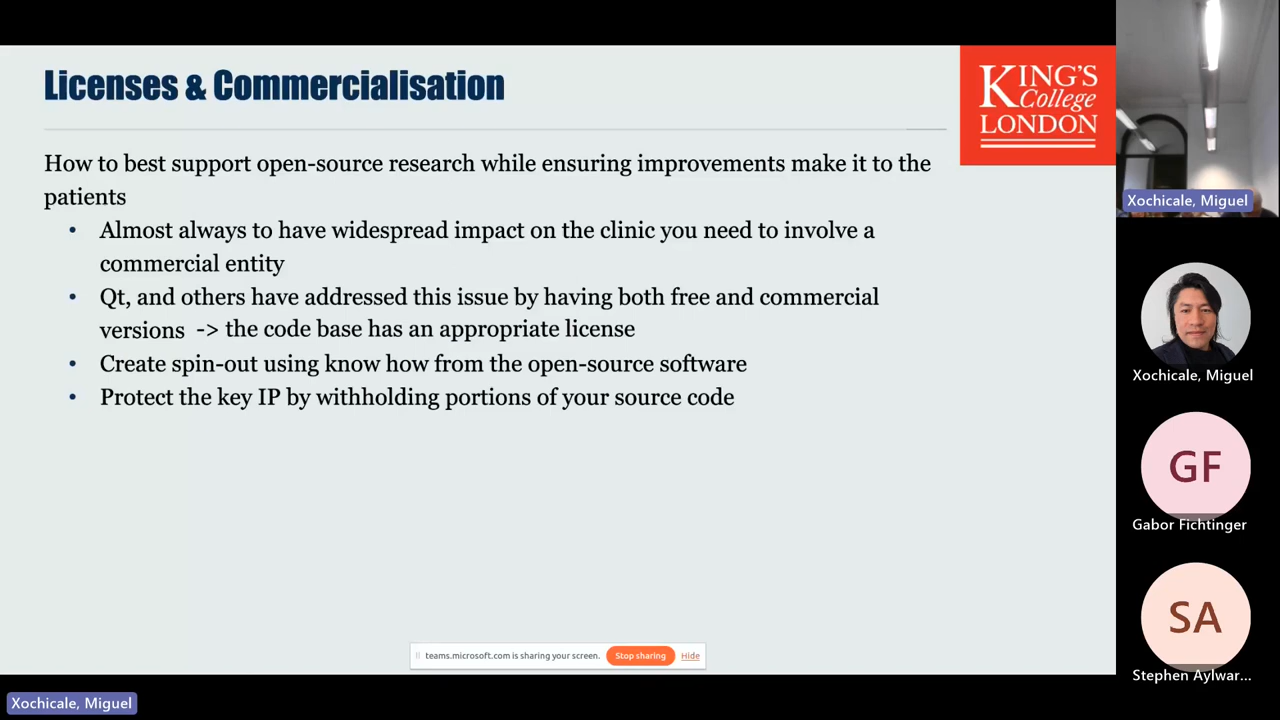 Licenses & Commercialisation
KING'S
College
LONDON
How to best support open-source research while ensuring improvements make it to the
patients
• Almost always to have widespread impact on the clinic you need to involve a
commercial entity
• Qt, and others have addressed this issue by having both free and commercial
versions -> the code base has an appropriate license
• Create spin-out using know how from the open-source software
• Protect the key IP by withholding portions of your source code
teams.microsoft.com is sharing your screen. Stop sharing Hide
Xochicale, Miguel
Xochicale, Miguel
Xochicale, Miguel
GF
Gabor Fichtinger
SA
Stephen Aylwar...